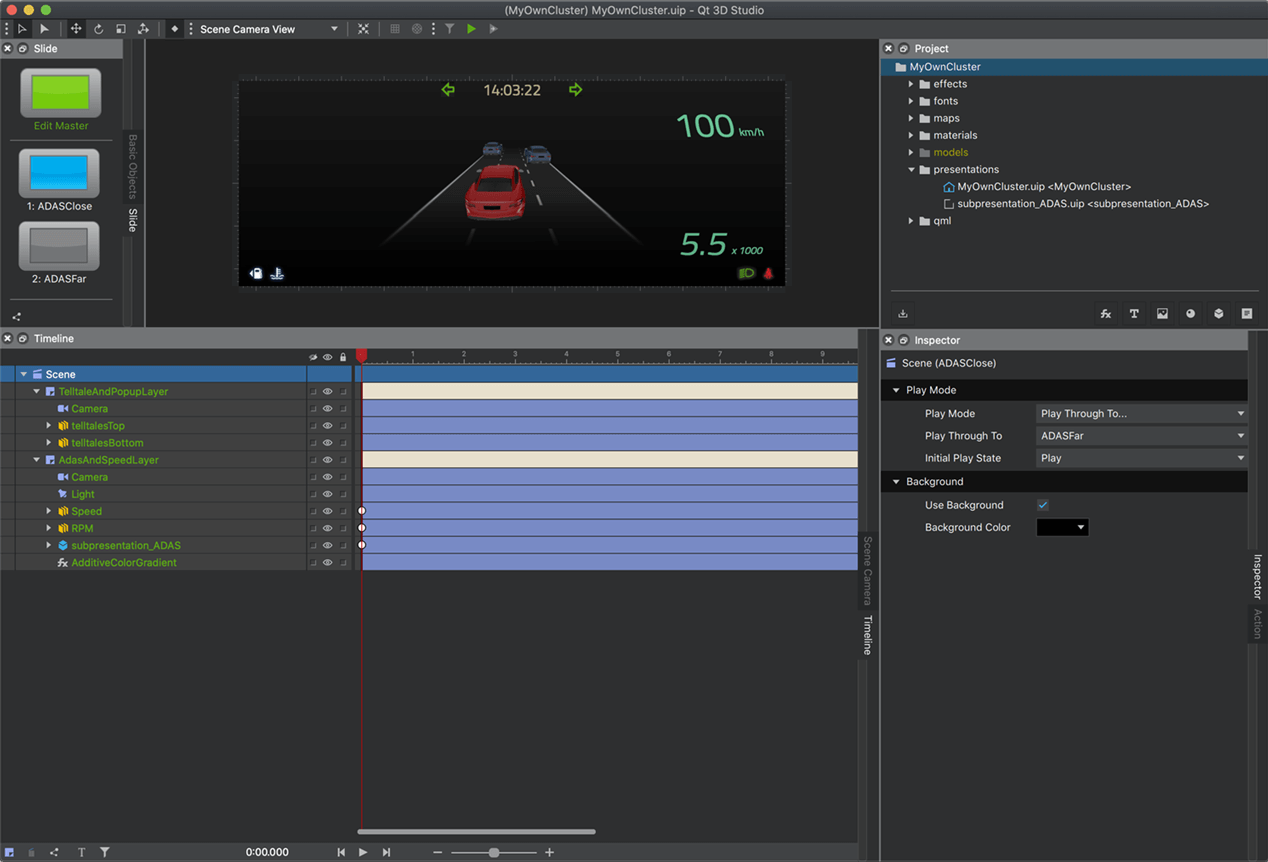 (MyOwnCluster) MyOwnCluster.uip - Qt 3D Studio
Scene Camera View
Slide
Edit Master
1: ADASClose
2: ADASFar
Basic Objects
Slide
14:03:22
100 km/h
5.5 x 1000
Project
MyOwnCluster
effects
fonts
maps
materials
models
presentations
MyOwnCluster.uip <MyOwnCluster>
subpresentation_ADAS.uip <subpresentation_ADAS>
qml
Timeline
1 2 3 4 5 6 7 8 9
Scene
TelltaleAndPopupLayer
Camera
telltalesTop
telltalesBottom
AdasAndSpeedLayer
Camera
Light
Speed
RPM
subpresentation_ADAS
AdditiveColorGradient
0:00.000
Scene Camera
Timeline
Inspector
Scene (ADASClose)
Play Mode
Play Mode Play Through To...
Play Through To ADASFar
Initial Play State Play
Background
Use Background
Background Color
Inspector
Action